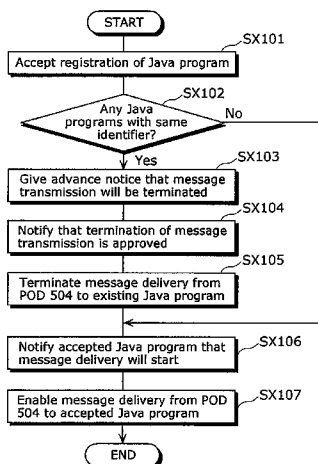 START
SX101
Accept registration of Java program
SX102
Any Java
programs with same
identifier?
No
Yes
SX103
Give advance notice that message
transmission will be terminated
SX104
Notify that termination of message
transmission is approved
SX105
Terminate message delivery from
POD 504 to existing Java program
SX106
Notify accepted Java program that
message delivery will start
SX107
Enable message delivery from POD
504 to accepted Java program
END